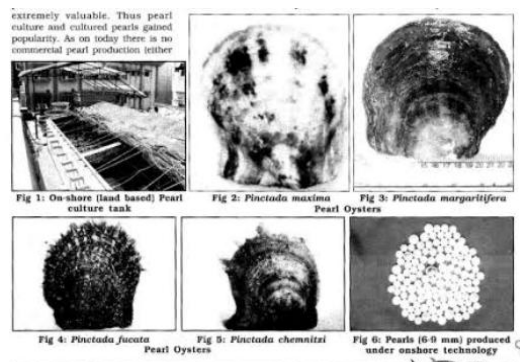 extremely valuable. Thus pearl
culture and cultured pearls gained
popularity. As on today there is no
commercial pearl production (either
Fig 1: On-shore (land based) Pearl
culture tank
Fig 2: Pinctada maxima
Fig 3: Pinctada margaritifera
Pearl Oysters
Fig 4: Pinctada fucata
Fig 5: Pinctada chemnitzi
Pearl Oysters
Fig 6: Pearls (6-9 mm) produced
under onshore technology